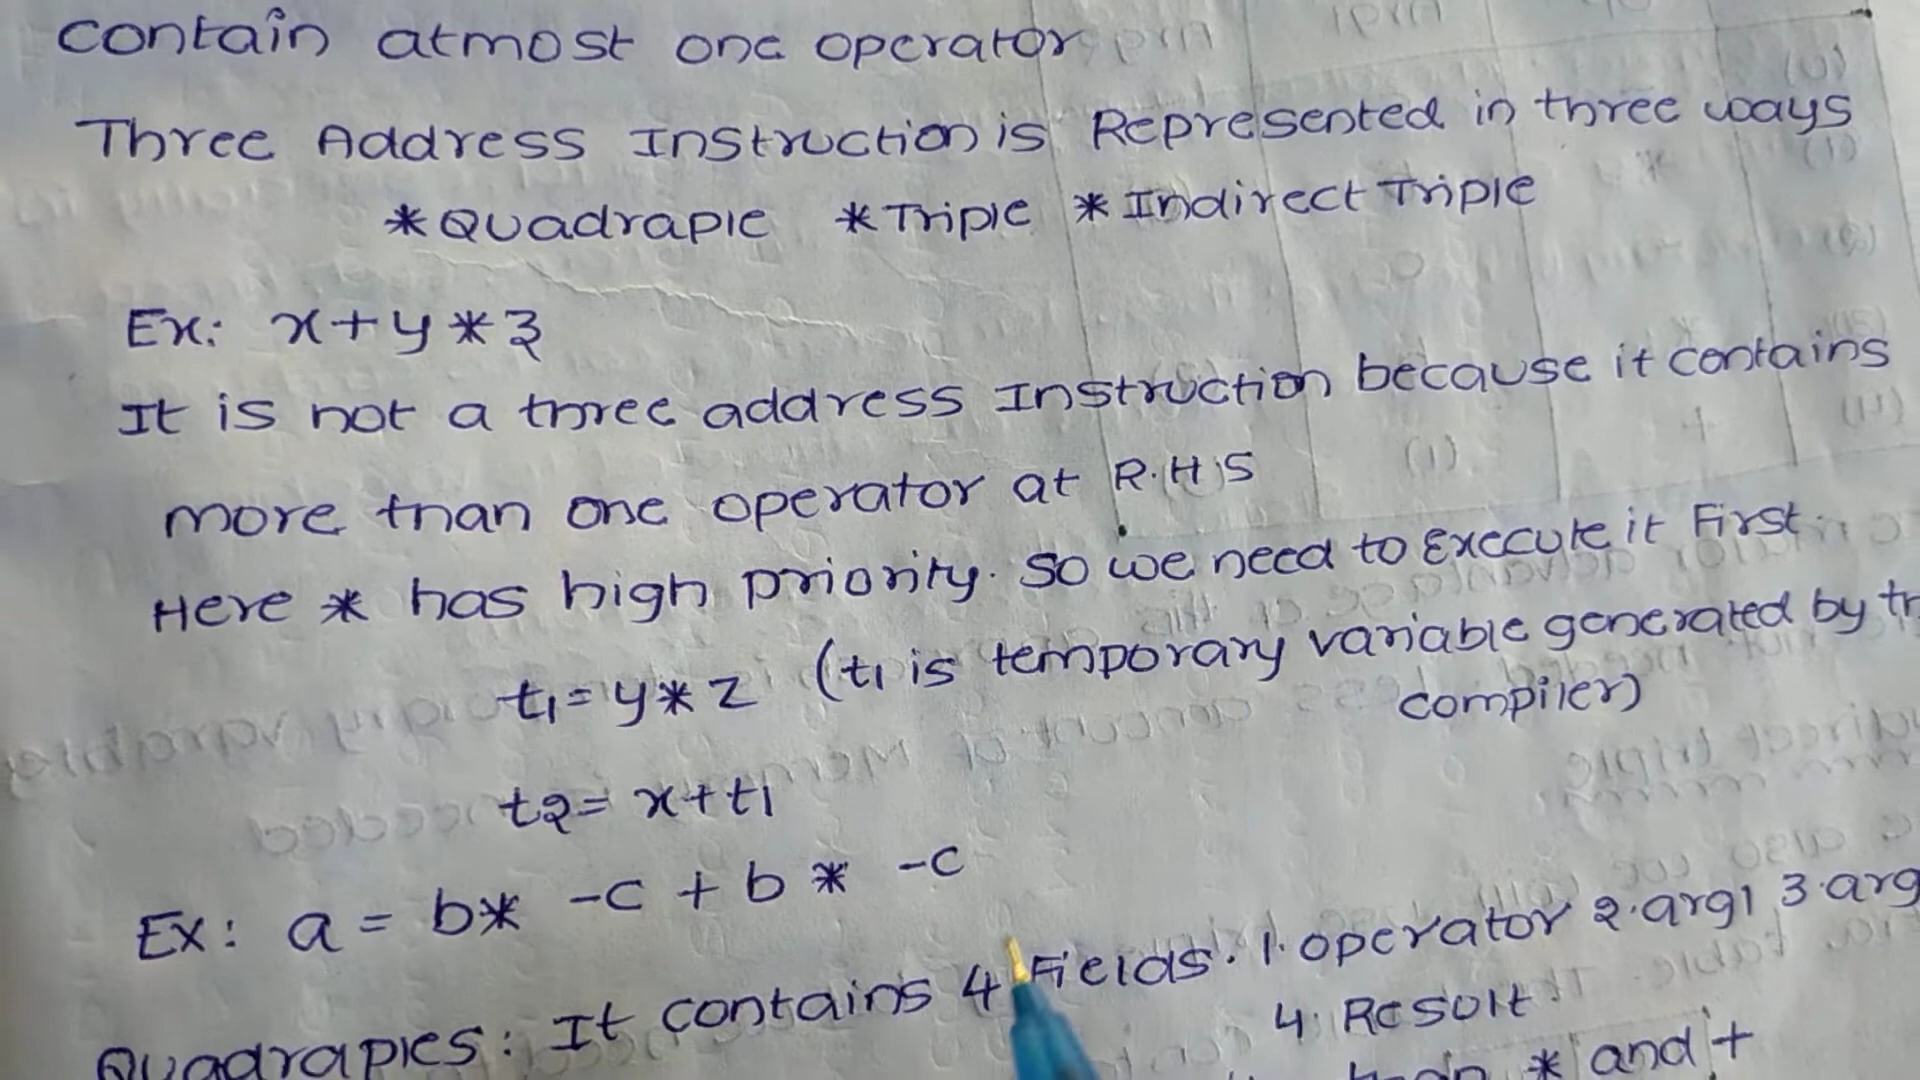 contain atmost one operator
Three Address Instruction is Represented in three ways
*Quadraple *Triple *Indirect Triple
Ex: x+y*z
It is not a three address Instruction because it contains
more than one operator at R.H.S
Here * has high priority. So we need to Execute it First.
t1=y*z (t1 is temporary variable generated by
compiler)
t2= x+t1
Ex: a = b* -c + b * -c
Quadraples: It contains 4 Fields. 1. operator 2.arg1 3.arg
4. Result
* and +